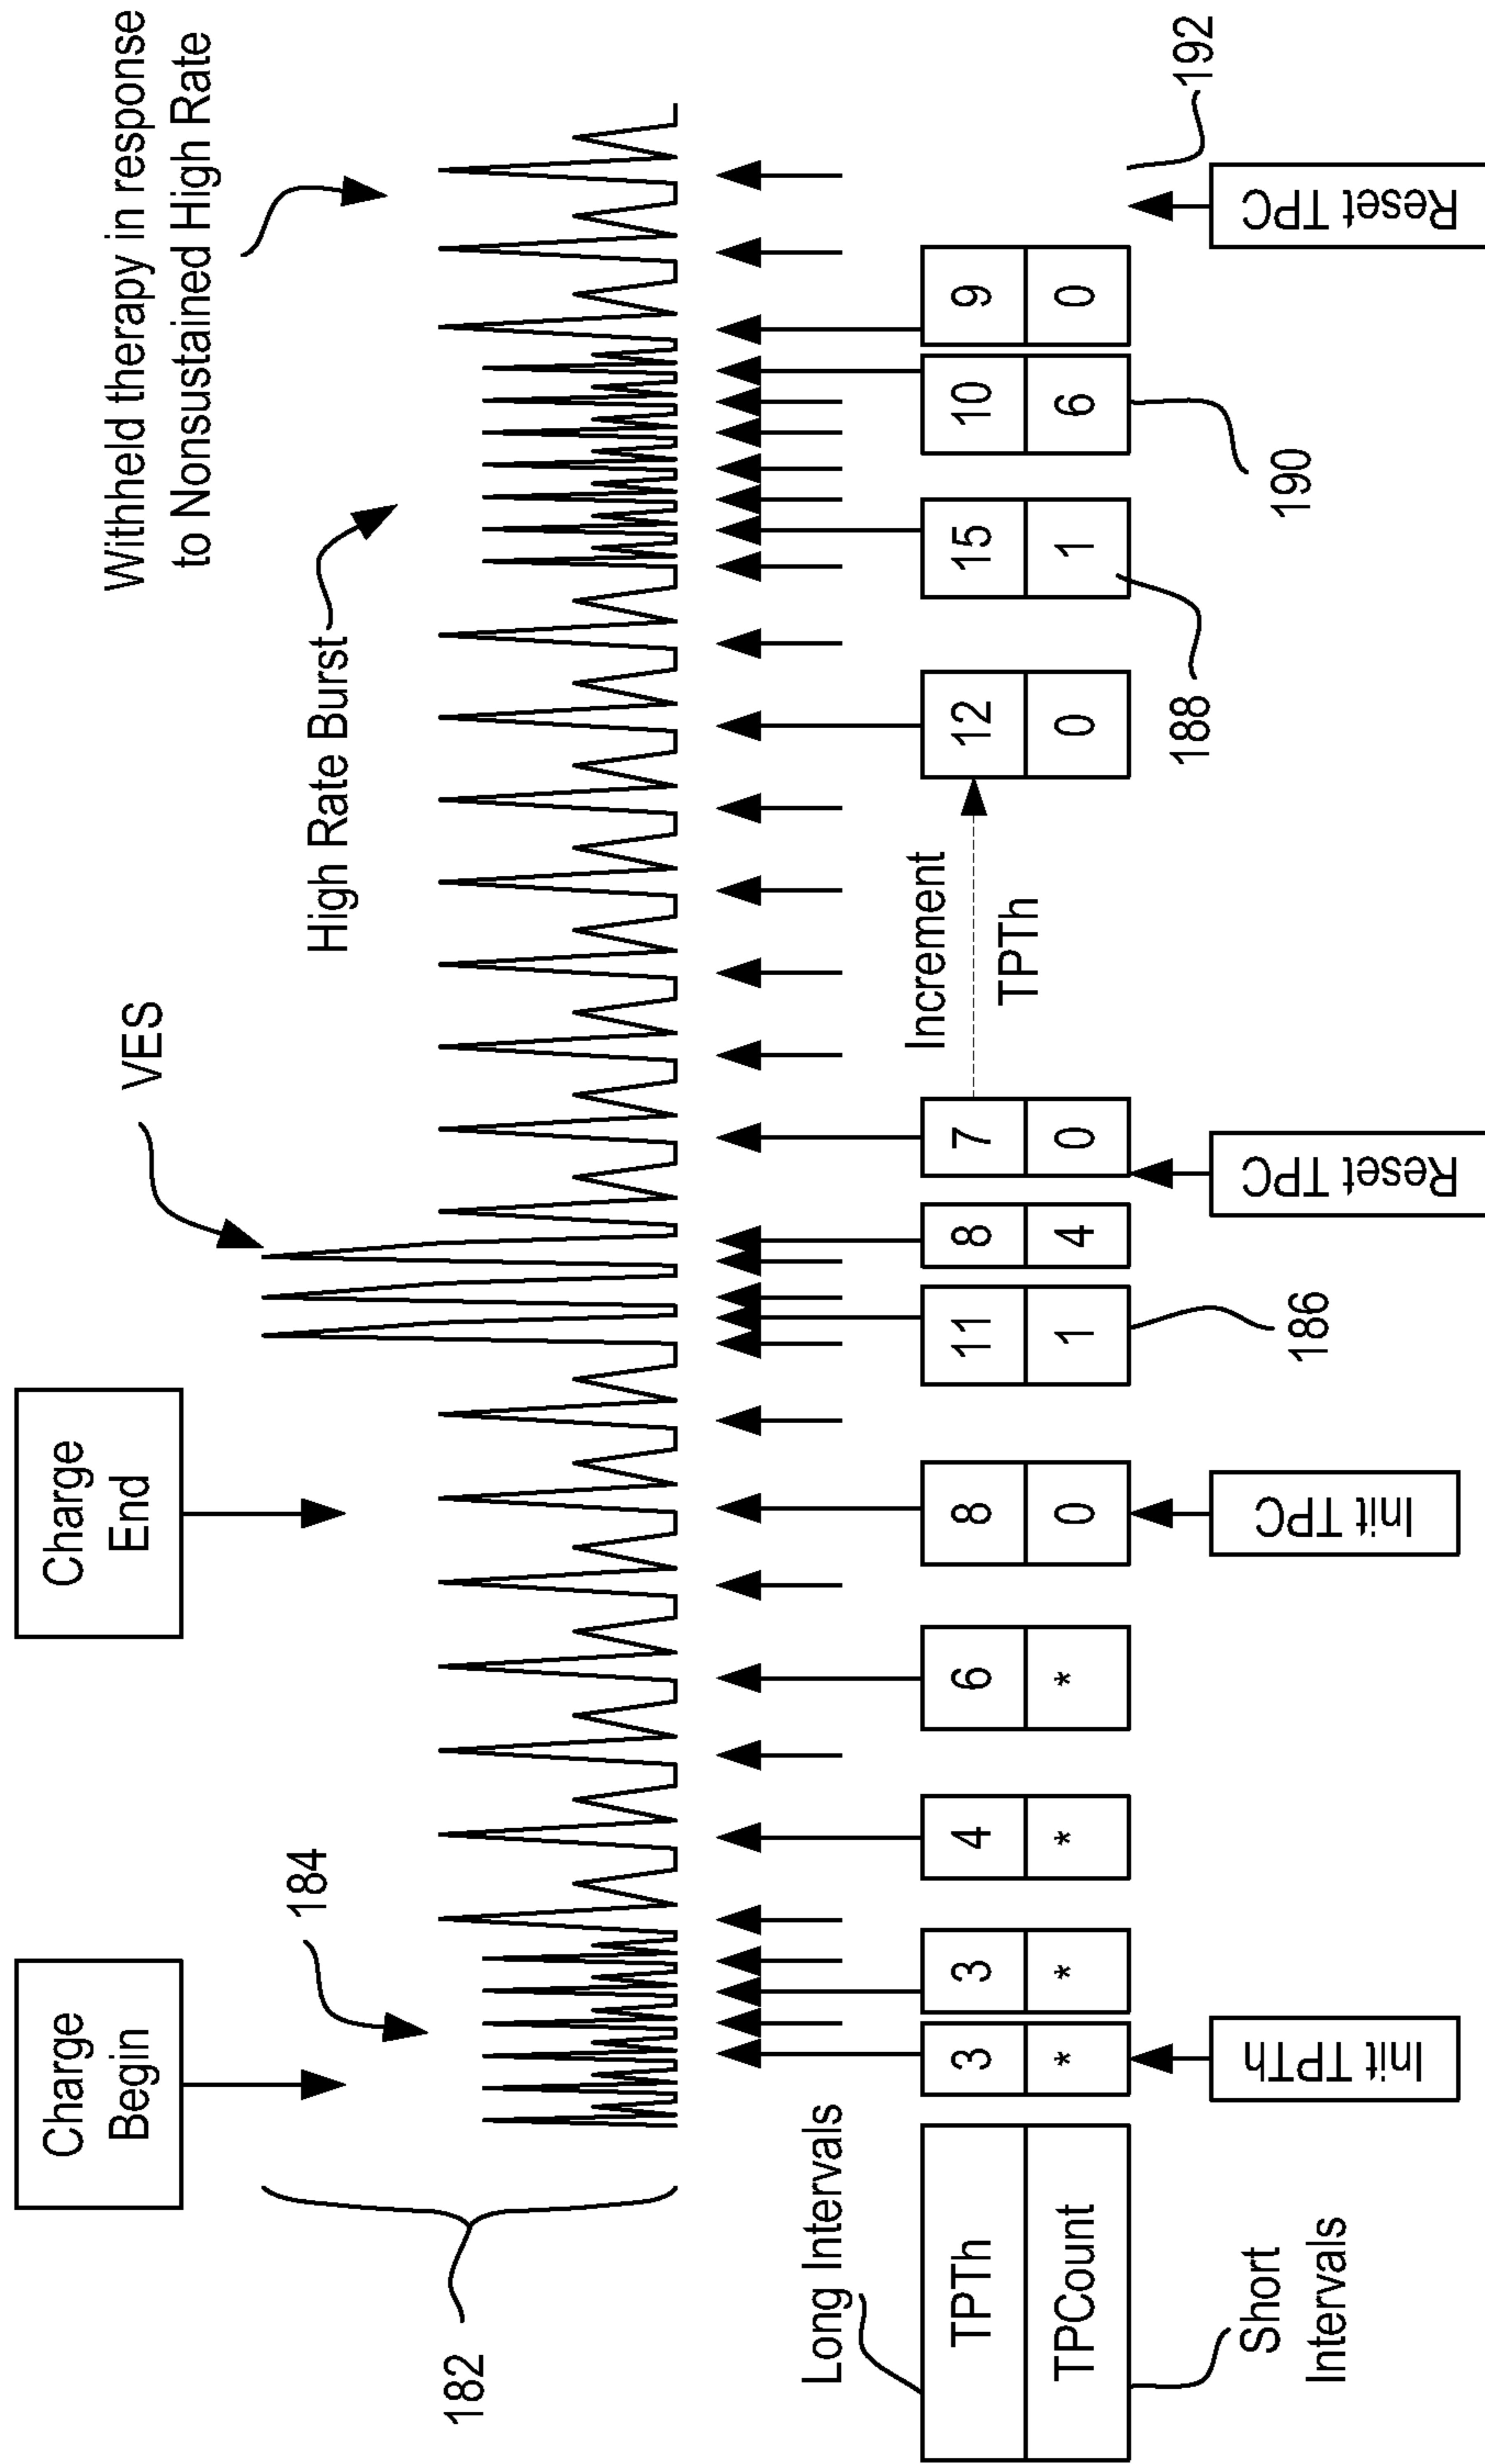 Withheld therapy in response
to Nonsustained High Rate
Charge
Begin
Charge
End
VES
High Rate Burst
184
182
Long Intervals
TPTh
TPCount
Short
Intervals
3
*
3
*
4
*
6
*
8
0
11
1
8
4
7
0
Increment
TPTh
12
0
15
1
10
6
9
0
186
188
190
192
Init TPTh
Init TPC
Reset TPC
Reset TPC